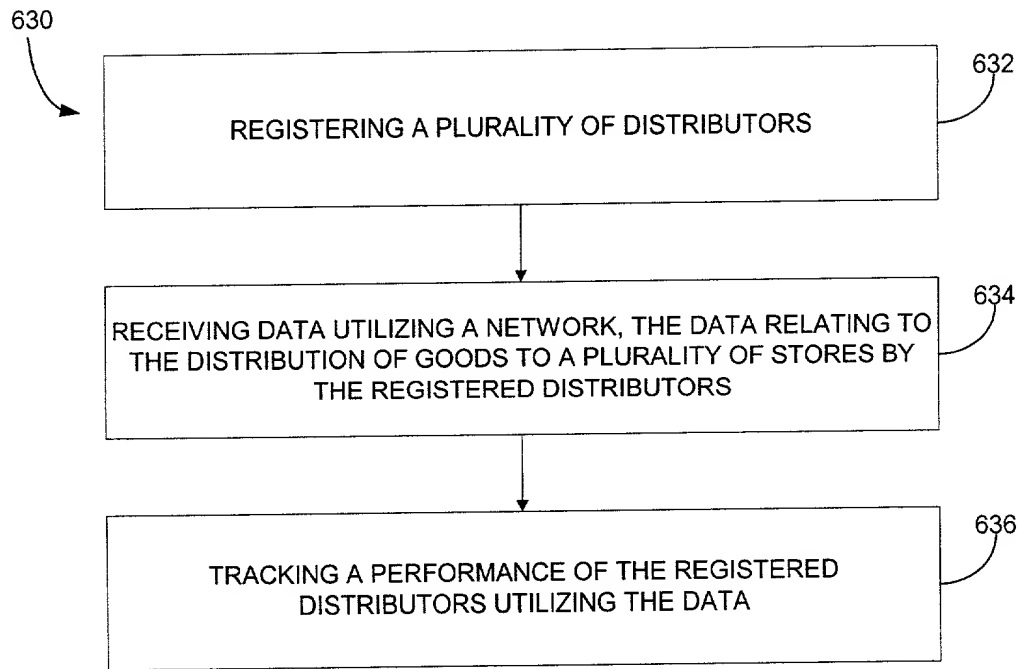 630
632
REGISTERING A PLURALITY OF DISTRIBUTORS
634
RECEIVING DATA UTILIZING A NETWORK, THE DATA RELATING TO
THE DISTRIBUTION OF GOODS TO A PLURALITY OF STORES BY
THE REGISTERED DISTRIBUTORS
636
TRACKING A PERFORMANCE OF THE REGISTERED
DISTRIBUTORS UTILIZING THE DATA